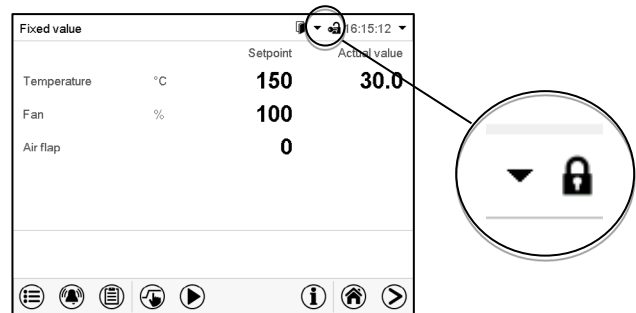 Fixed value 16:15:12
Setpoint Actual value
Temperature °C 150 30.0
Fan % 100
Air flap 0